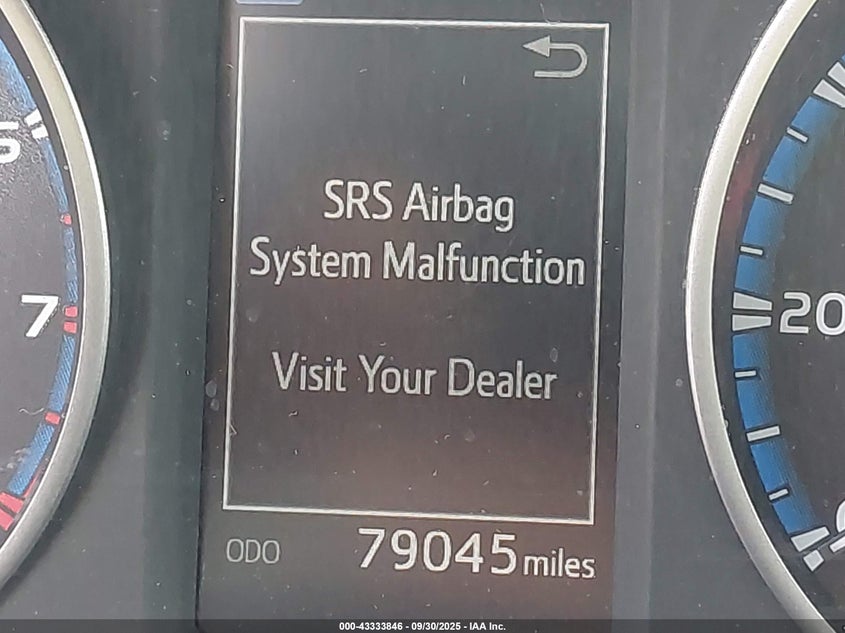 SRS Airbag
System Malfunction
Visit Your Dealer
ODO 79045 miles
7
20
000-43333846 - 09/30/2025 - IAA Inc.